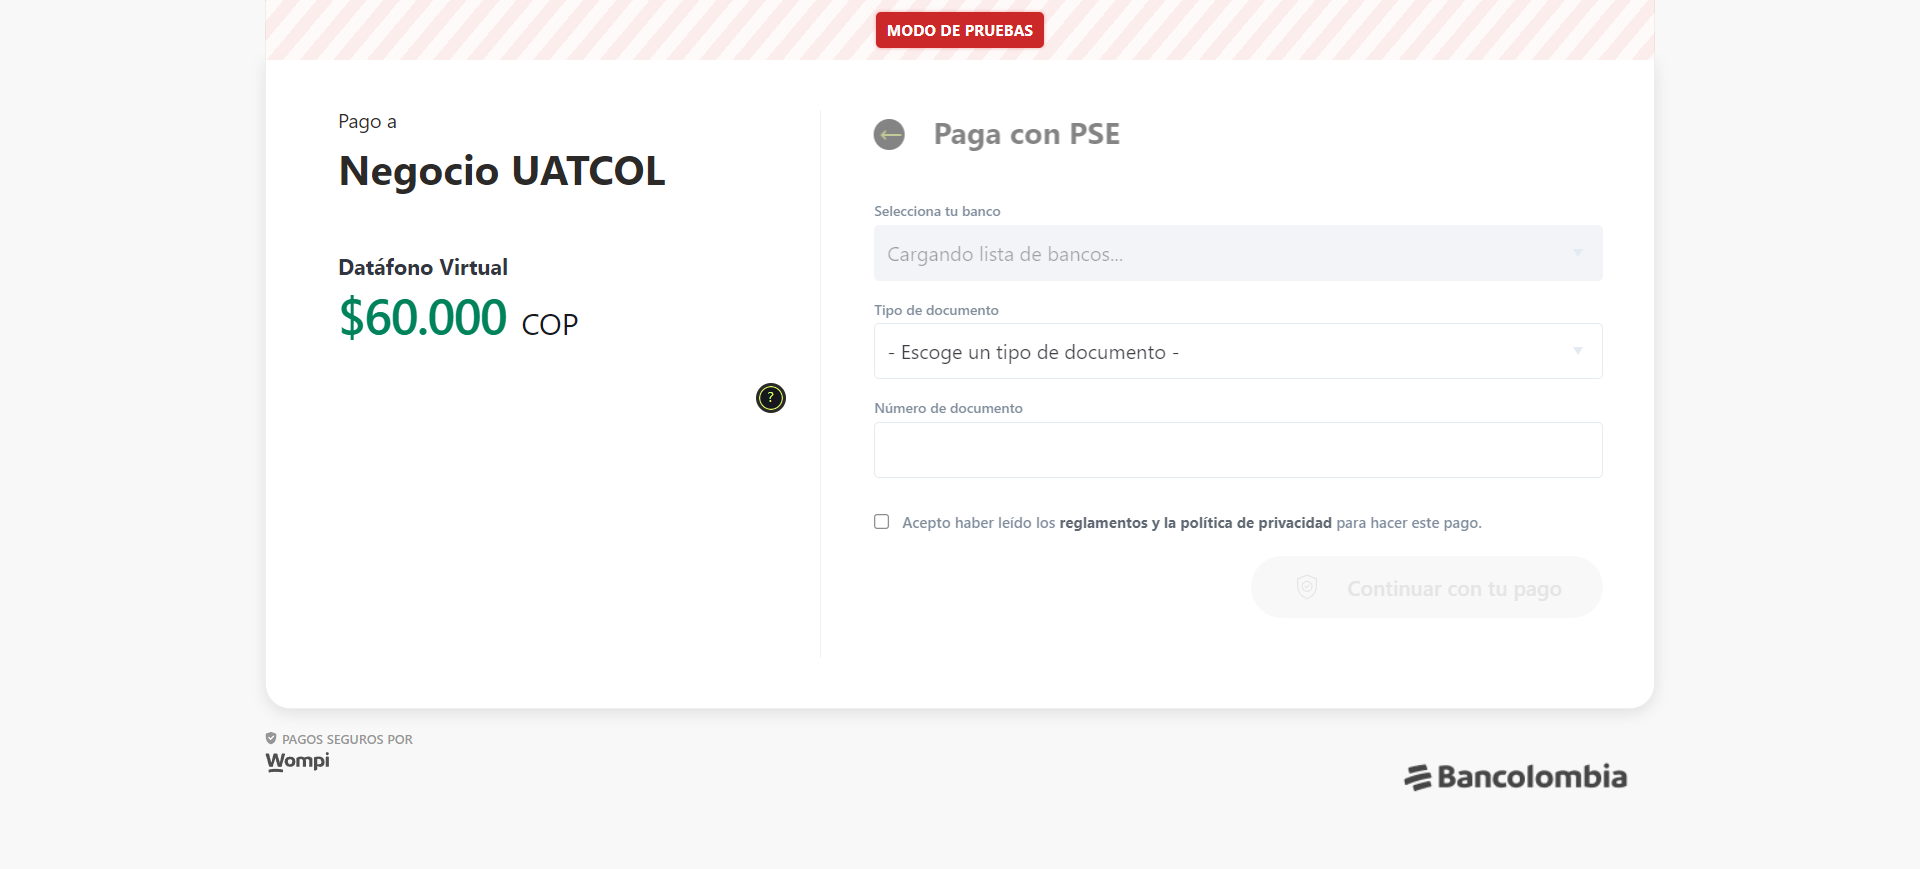 MODO DE PRUEBAS
Pago a
Negocio UATCOL
Datáfono Virtual
$60.000 COP
?
Paga con PSE
Selecciona tu banco
Cargando lista de bancos...
Tipo de documento
- Escoge un tipo de documento -
Número de documento
Acepto haber leído los reglamentos y la política de privacidad para hacer este pago.
Continuar con tu pago
PAGOS SEGUROS POR
Wompi
Bancolombia